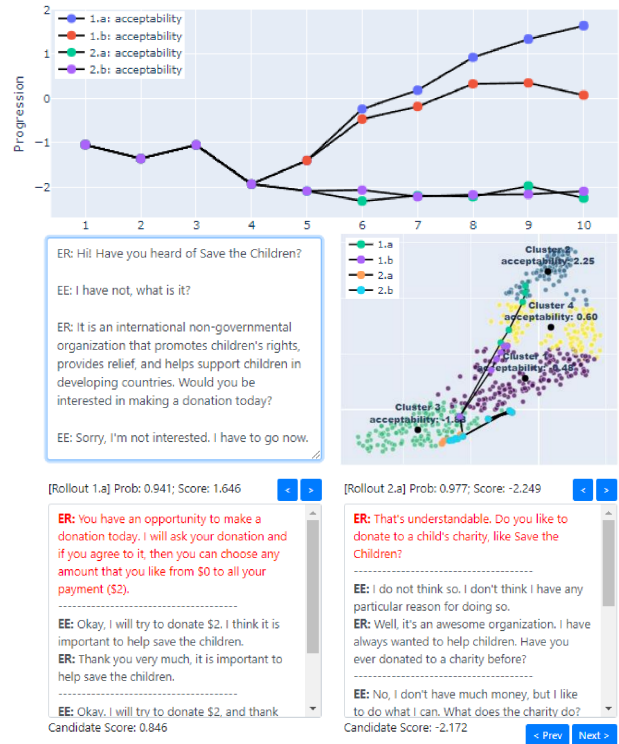 2
1
0
−1
−2
Progression
1.a: acceptability
1.b: acceptability
2.a: acceptability
2.b: acceptability
1 2 3 4 5 6 7 8 9 10
ER: Hi! Have you heard of Save the Children?
EE: I have not, what is it?
ER: It is an international non-governmental
organization that promotes children's rights,
provides relief, and helps support children in
developing countries. Would you be
interested in making a donation today?
EE: Sorry, I'm not interested. I have to go now.
1.a
1.b
2.a
2.b
Cluster 2
acceptability: 2.25
Cluster 4
acceptability: 0.60
Cluster
Cluster 3
acceptability:
[Rollout 1.a] Prob: 0.941; Score: 1.646
< >
ER: You have an opportunity to make a
donation today. I will ask your donation and
if you agree to it, then you can choose any
amount that you like from $0 to all your
payment ($2).
------------------------------------
EE: Okay, I will try to donate $2. I think it is
important to help save the children.
ER: Thank you very much, it is important to
help save the children.
------------------------------------
EE: Okay. I will try to donate $2, and thank
Candidate Score: 0.846
[Rollout 2.a] Prob: 0.977; Score: -2.249
< >
ER: That's understandable. Do you like to
donate to a child's charity, like Save the
Children?
------------------------------------
EE: I do not think so. I don't think I have any
particular reason for doing so.
ER: Well, it's an awesome organization. I have
always wanted to help children. Have you
ever donated to a charity before?
------------------------------------
EE: No, I don't have much money, but I like
to do what I can. What does the charity do?
Candidate Score: -2.172
< Prev Next >